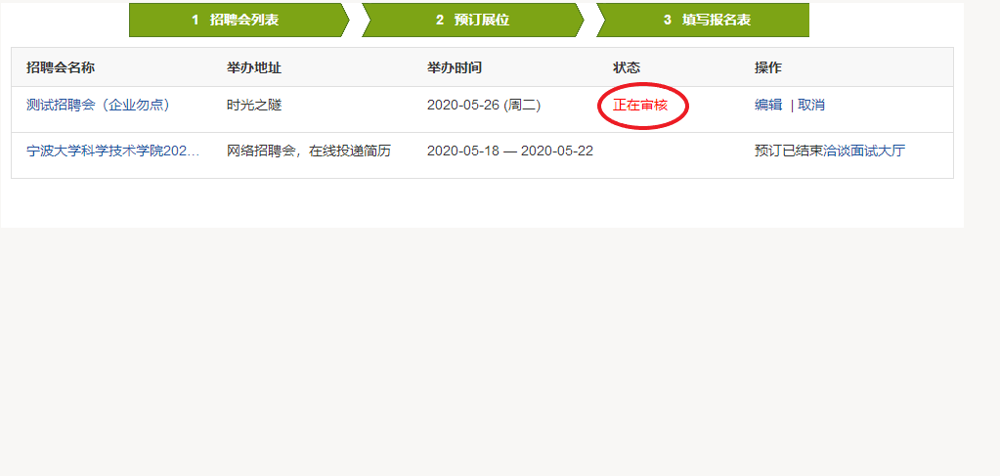 1 招聘会列表 2 预订展位 3 填写报名表
招聘会名称 举办地址 举办时间 状态 操作
测试招聘会（企业勿点） 时光之隧 2020-05-26 (周二) 正在审核 编辑 | 取消
宁波大学科学技术学院202... 网络招聘会，在线投递简历 2020-05-18 — 2020-05-22 预订已结束洽谈面试大厅